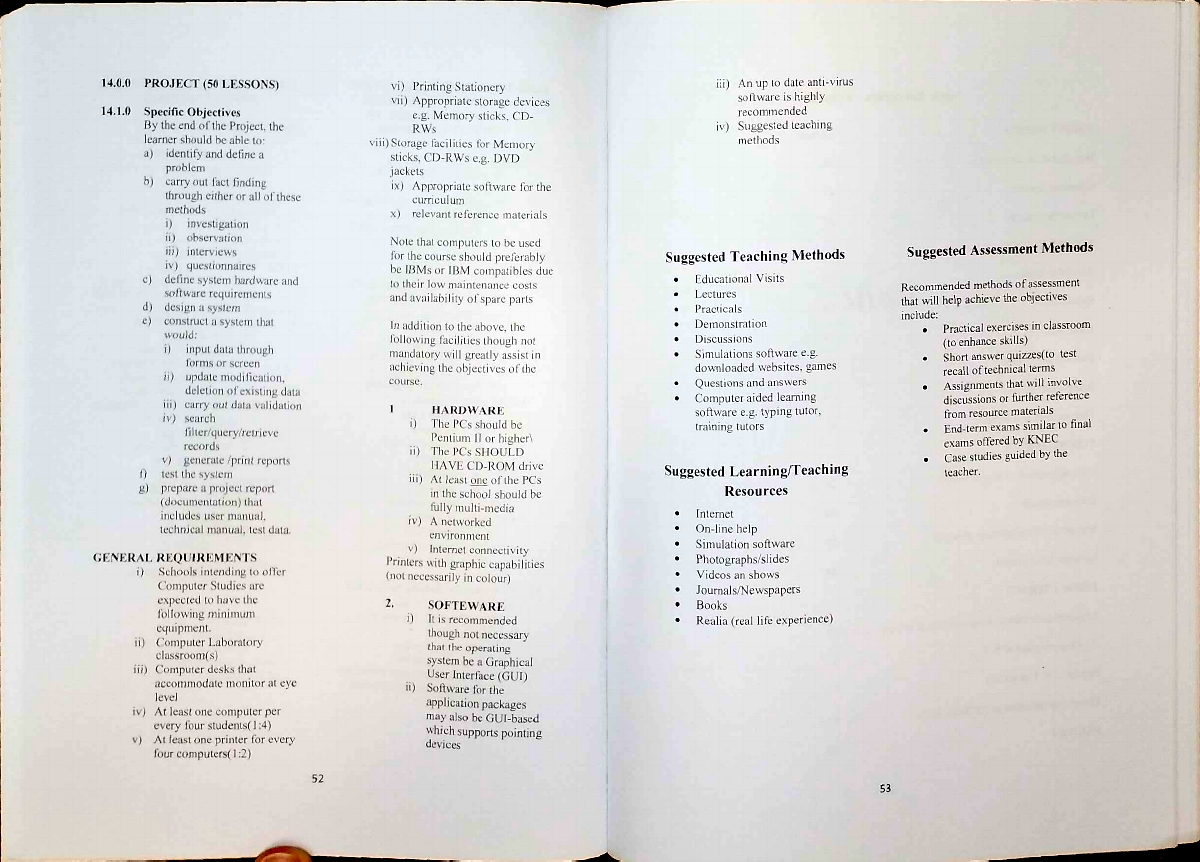 14.0.0 PROJECT (50 LESSONS)
14.1.0 Specific Objectives
By the end of the Project, the
learner should be able to:
a) identify and define a
problem
b) carry out fact finding
through either or all of these
methods
i) investigation
ii) observation
iii) interviews
iv) questionnaires
c) define system hardware and
software requirements
d) design a system
e) construct a system that
would:
i) input data through
forms or screen
ii) update modification,
deletion of existing data
iii) carry out data validation
iv) search
filter/query/retrieve
records
v) generate /print reports
f) test the system
g) prepare a project report
(documentation) that
includes user manual,
technical manual, test data.
GENERAL REQUIREMENTS
i) Schools intending to offer
Computer Studies are
expected to have the
following minimum
equipment.
ii) Computer Laboratory
classroom(s)
iii) Computer desks that
accommodate monitor at eye
level
iv) At least one computer per
every four students(1:4)
v) At least one printer for every
four computers(1:2)
vi) Printing Stationery
vii) Appropriate storage devices
e.g. Memory sticks, CD-
RWs
viii) Storage facilities for Memory
sticks, CD-RWs e.g. DVD
jackets
ix) Appropriate software for the
curriculum
x) relevant reference materials
Note that computers to be used
for the course should preferably
be IBMs or IBM compatibles due
to their low maintenance costs
and availability of spare parts
In addition to the above, the
following facilities though not
mandatory will greatly assist in
achieving the objectives of the
course.
1 HARDWARE
i) The PCs should be
Pentium II or higher\
ii) The PCs SHOULD
HAVE CD-ROM drive
iii) At least one of the PCs
in the school should be
fully multi-media
iv) A networked
environment
v) Internet connectivity
Printers with graphic capabilities
(not necessarily in colour)
2. SOFTEWARE
i) It is recommended
though not necessary
that the operating
system be a Graphical
User Interface (GUI)
ii) Software for the
application packages
may also be GUI-based
which supports pointing
devices
52
iii) An up to date anti-virus
software is highly
recommended
iv) Suggested teaching
methods
Suggested Teaching Methods
• Educational Visits
• Lectures
• Practicals
• Demonstration
• Discussions
• Simulations software e.g.
downloaded websites, games
• Questions and answers
• Computer aided learning
software e.g. typing tutor,
training tutors
Suggested Learning/Teaching
Resources
• Internet
• On-line help
• Simulation software
• Photographs/slides
• Videos an shows
• Journals/Newspapers
• Books
• Realia (real life experience)
Suggested Assessment Methods
Recommended methods of assessment
that will help achieve the objectives
include:
• Practical exercises in classroom
(to enhance skills)
• Short answer quizzes(to test
recall of technical terms
• Assignments that will involve
discussions or further reference
from resource materials
• End-term exams similar to final
exams offered by KNEC
• Case studies guided by the
teacher.
53